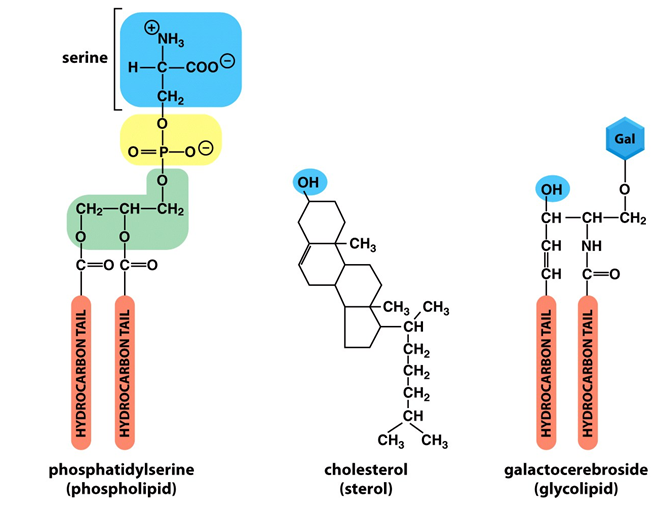 serine
⊕
NH3
H–C–COO⊖
CH2
O
O=P–O⊖
O
CH2–CH–CH2
O O
C=O C=O
HYDROCARBON TAIL
HYDROCARBON TAIL
phosphatidylserine
(phospholipid)
OH
CH3
CH3 CH3
CH
CH2
CH2
CH2
CH
CH3 CH3
cholesterol
(sterol)
Gal
OH O
CH–CH–CH2
CH NH
CH C=O
HYDROCARBON TAIL
HYDROCARBON TAIL
galactocerebroside
(glycolipid)